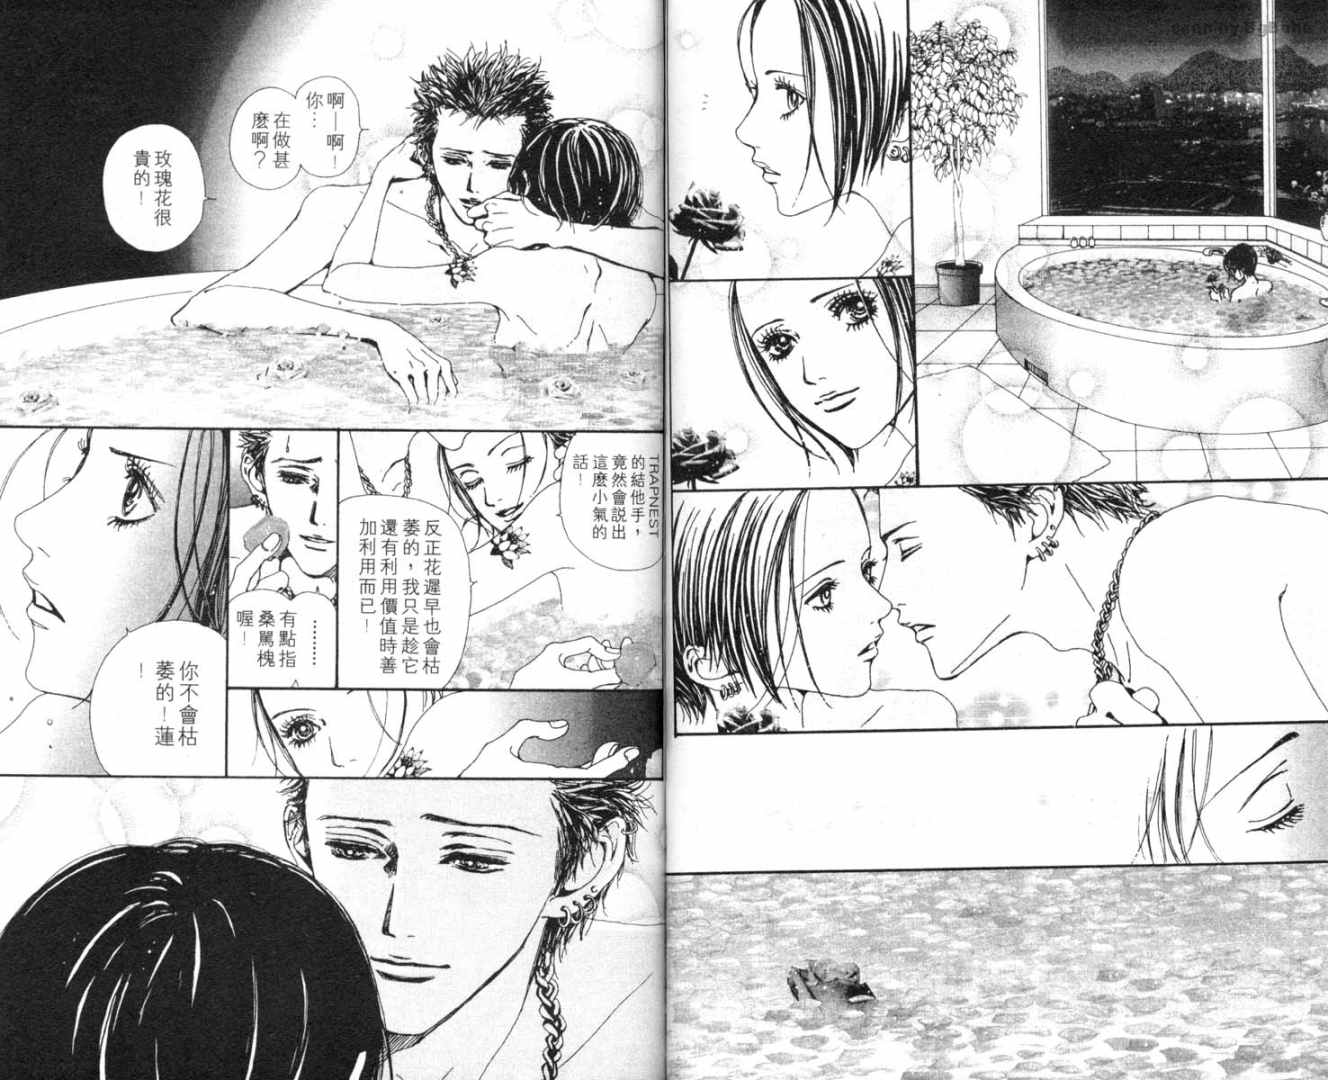 …
啊—啊！
你…
在做甚
麼啊？
玫瑰花很
貴的！
TRAPNEST
的結他手，
竟然會説出
這麼小氣的
話！
反正花遲早也會枯
萎的，我只是趁它
還有利用價值時善
加利用而已！
………
有點指
桑駡槐
喔！
你不會枯
萎的！蓮
！